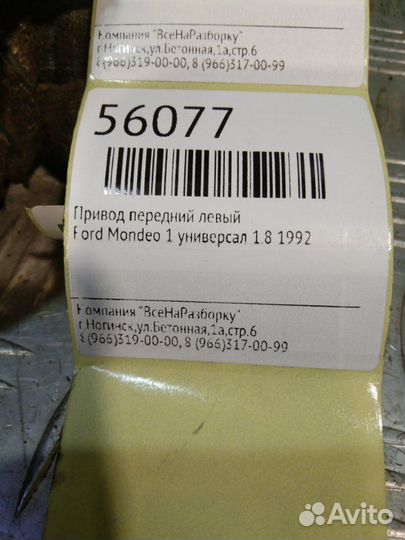 Компания "ВсеНаРазборку"
г.Ногинск,ул.Бетонная,1а,стр.6
8(966)319-00-00, 8 (966)317-00-99
56077
Привод передний левый
Ford Mondeo 1 универсал 1.8 1992
Компания "ВсеНаРазборку"
г.Ногинск,ул.Бетонная,1а,стр.6
8(966)319-00-00, 8 (966)317-00-99
Avito